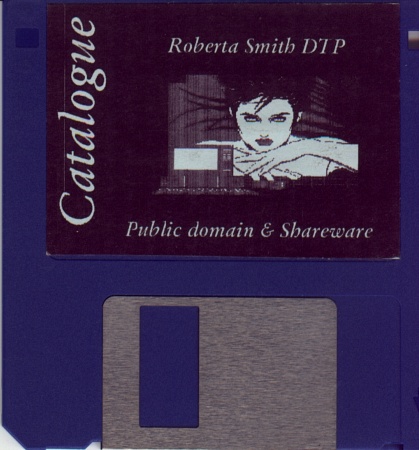 Catalogue
Roberta Smith DTP
Public domain & Shareware